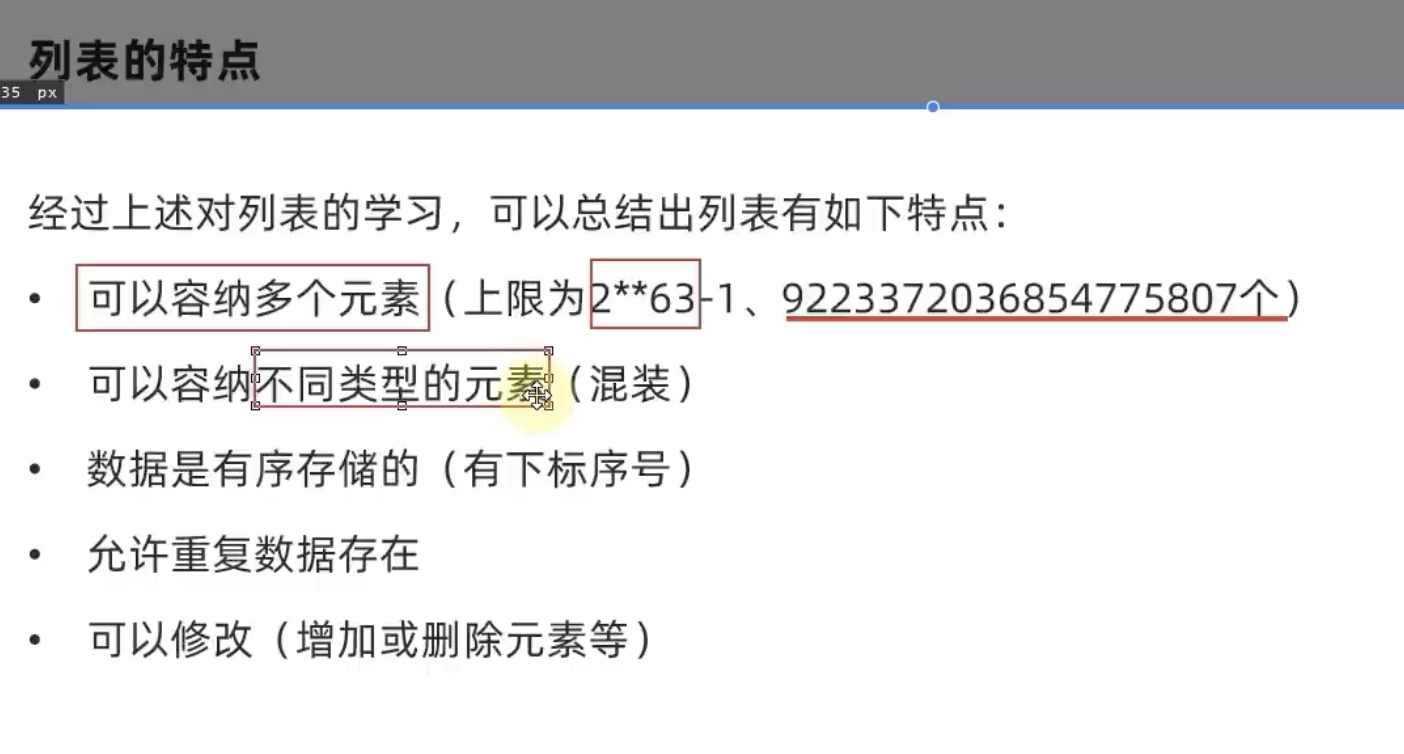 列表的特点
35 px
经过上述对列表的学习，可以总结出列表有如下特点：
• 可以容纳多个元素（上限为2**63-1、9223372036854775807个）
• 可以容纳不同类型的元素（混装）
• 数据是有序存储的（有下标序号）
• 允许重复数据存在
• 可以修改（增加或删除元素等）